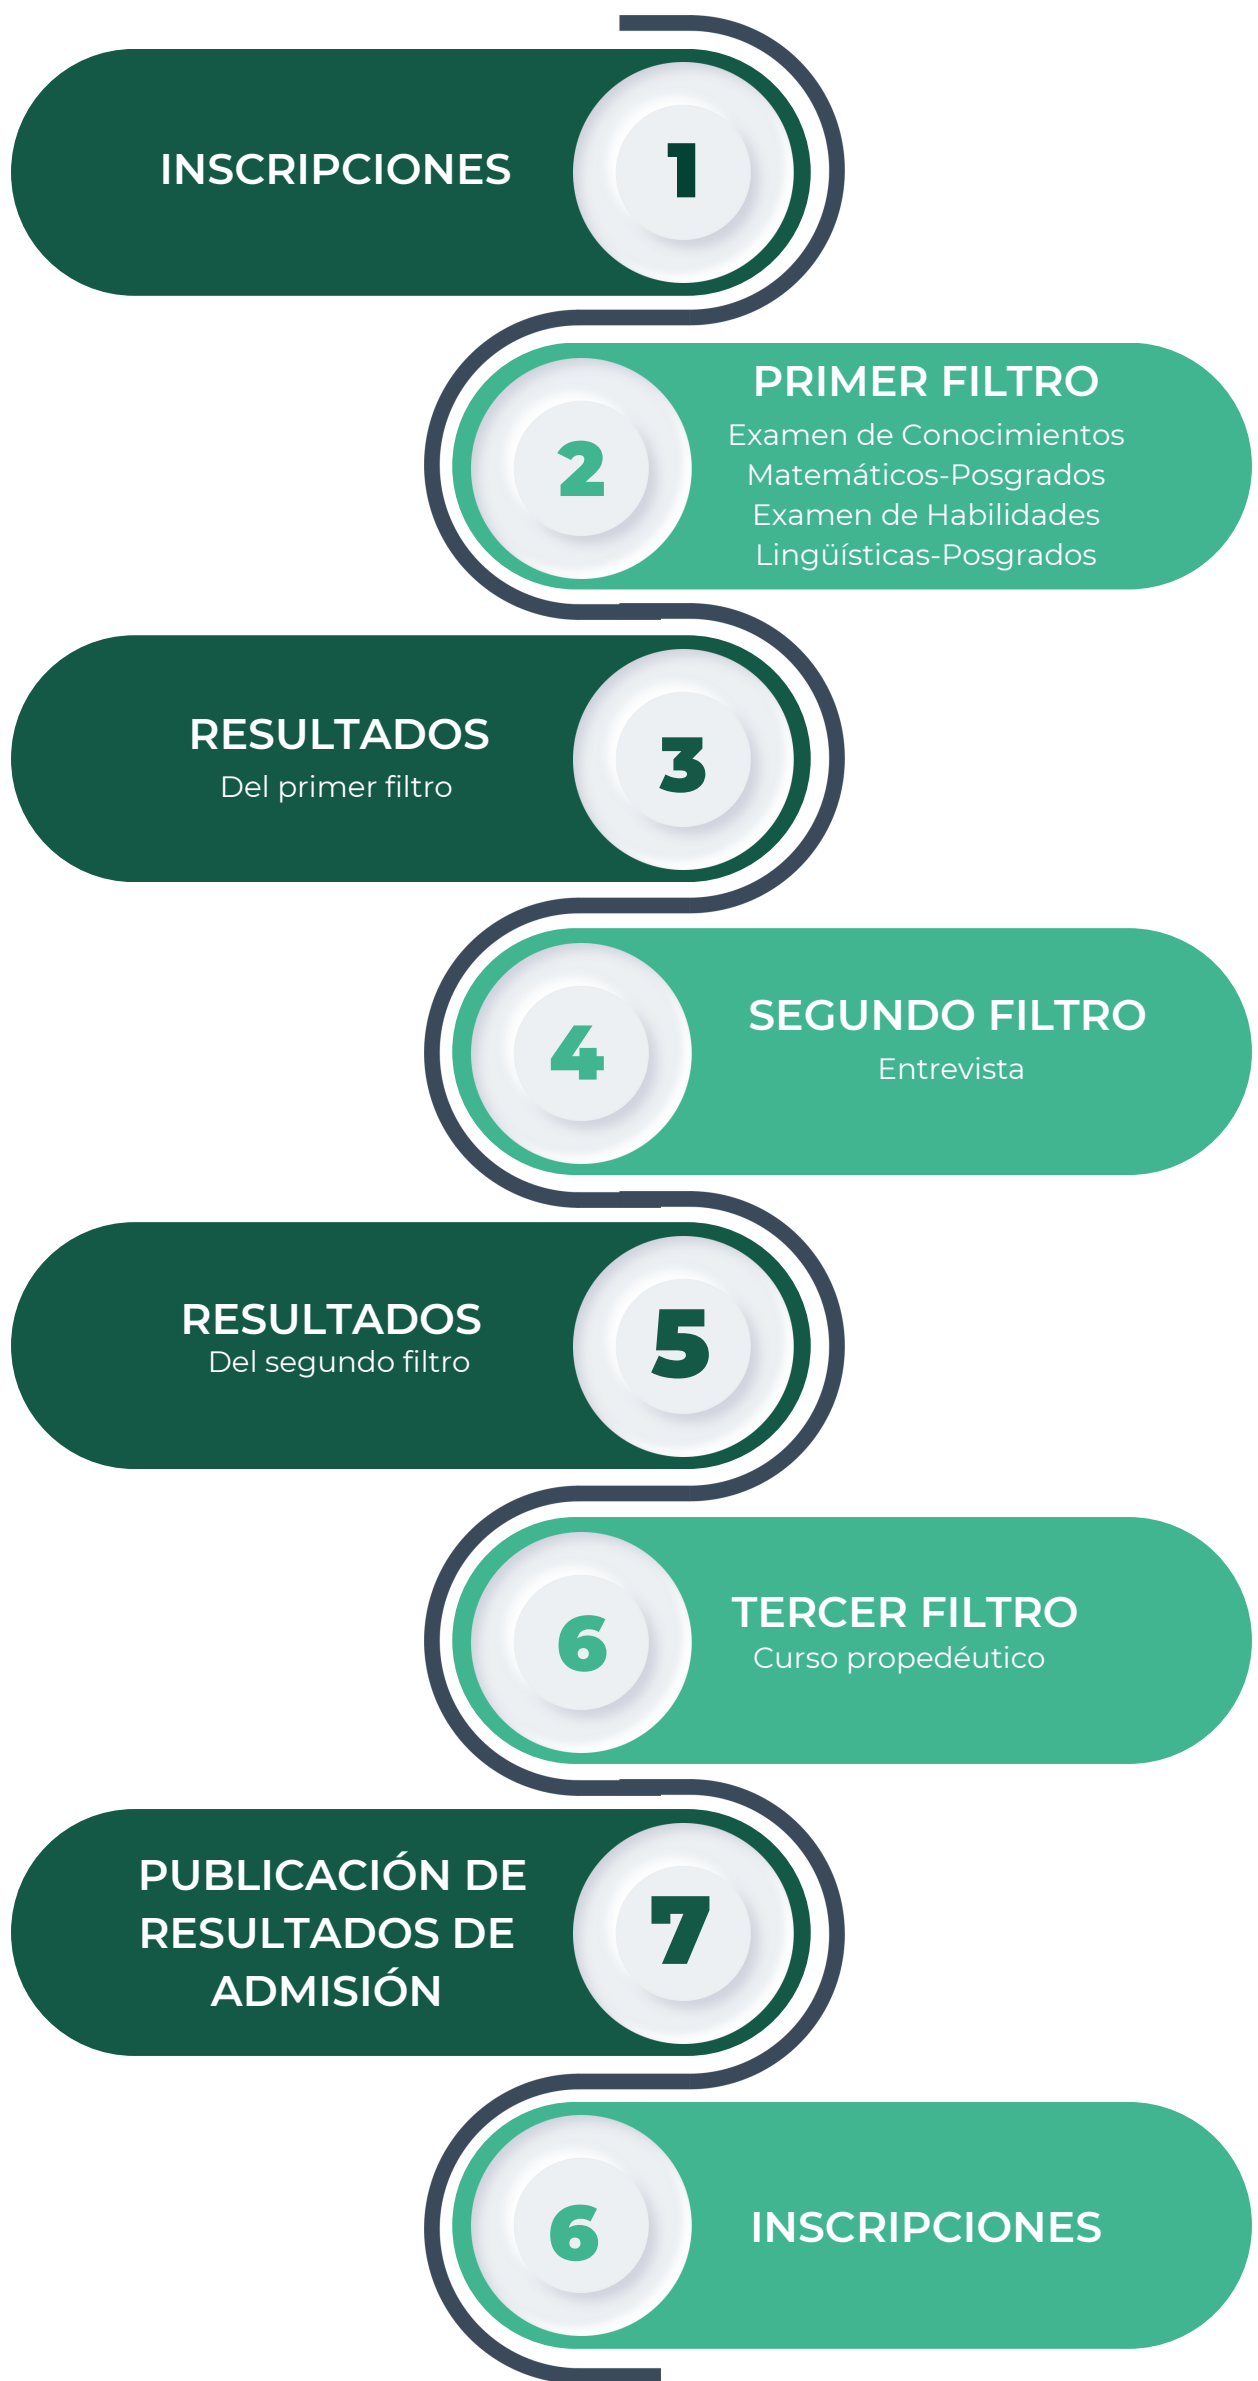 INSCRIPCIONES
1
2
PRIMER FILTRO
Examen de Conocimientos
Matemáticos-Posgrados
Examen de Habilidades
Lingüísticas-Posgrados
RESULTADOS
Del primer filtro
3
4
SEGUNDO FILTRO
Entrevista
RESULTADOS
Del segundo filtro
5
6
TERCER FILTRO
Curso propedéutico
PUBLICACIÓN DE
RESULTADOS DE
ADMISIÓN
7
6
INSCRIPCIONES